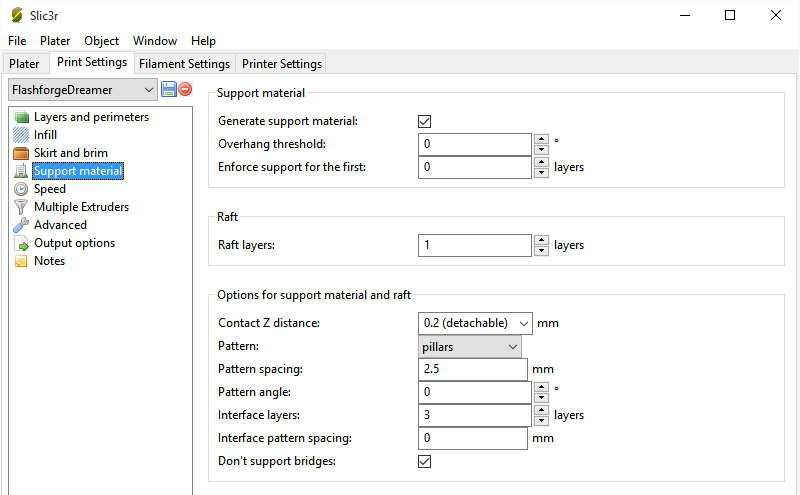 Slic3r
File Plater Object Window Help
Plater Print Settings Filament Settings Printer Settings
FlashforgeDreamer
Layers and perimeters
Infill
Skirt and brim
Support material
Speed
Multiple Extruders
Advanced
Output options
Notes
Support material
Generate support material:
Overhang threshold: 0 °
Enforce support for the first: 0 layers
Raft
Raft layers: 1 layers
Options for support material and raft
Contact Z distance: 0.2 (detachable) mm
Pattern: pillars
Pattern spacing: 2.5 mm
Pattern angle: 0 °
Interface layers: 3 layers
Interface pattern spacing: 0 mm
Don't support bridges: